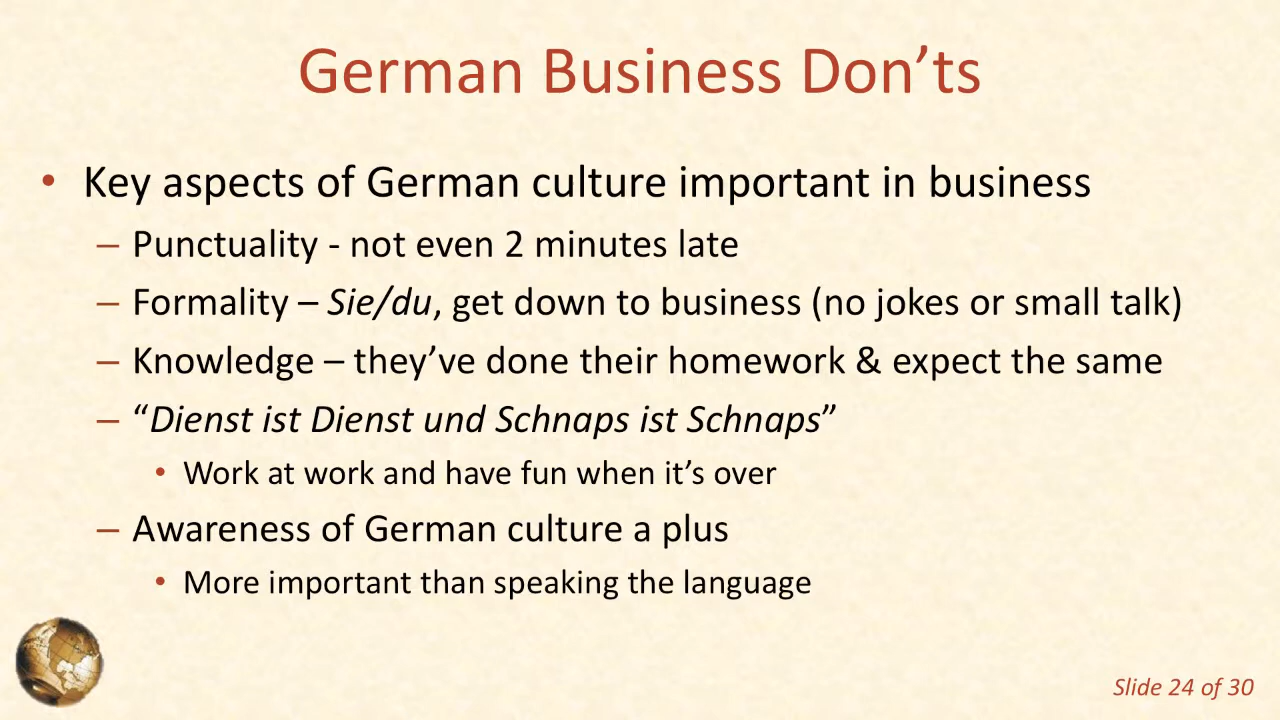 German Business Don’ts
• Key aspects of German culture important in business
– Punctuality - not even 2 minutes late
– Formality – Sie/du, get down to business (no jokes or small talk)
– Knowledge – they’ve done their homework & expect the same
– “Dienst ist Dienst und Schnaps ist Schnaps”
• Work at work and have fun when it’s over
– Awareness of German culture a plus
• More important than speaking the language
Slide 24 of 30